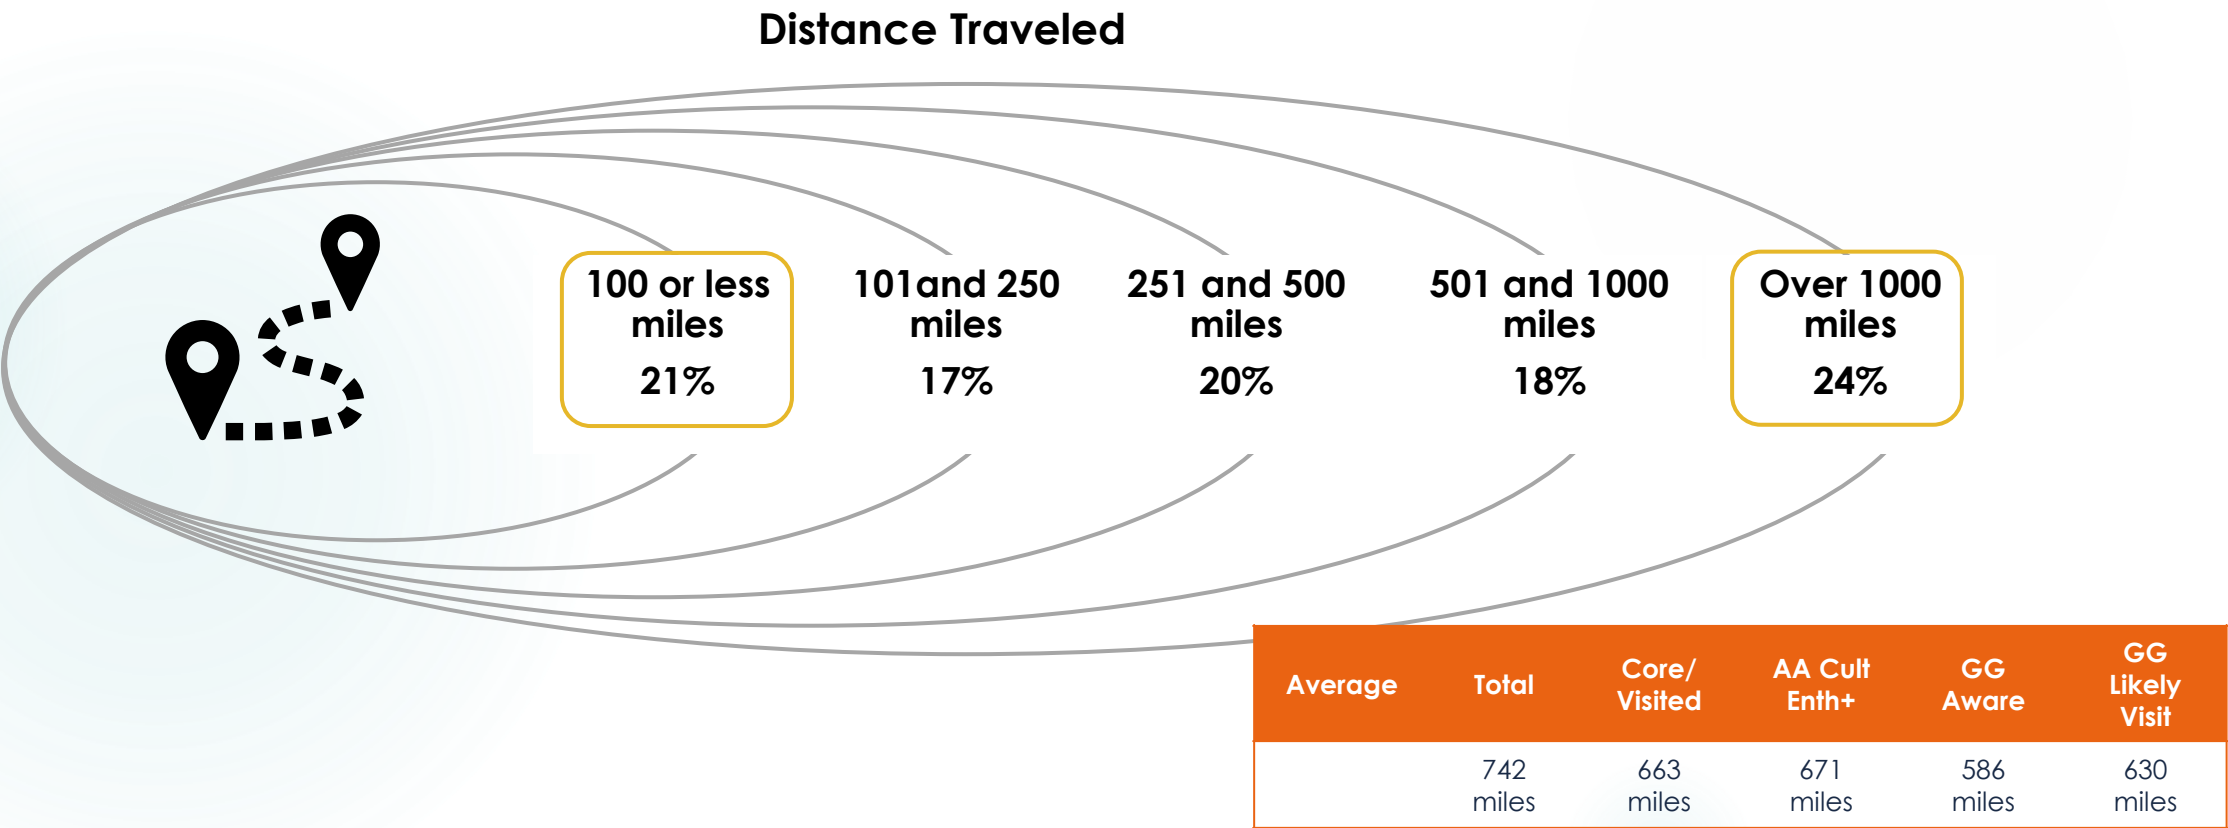 Distance Traveled
100 or less
miles
21%
101and 250
miles
17%
251 and 500
miles
20%
501 and 1000
miles
18%
Over 1000
miles
24%
Average
Total
Core/
Visited
AA Cult
Enth+
GG
Aware
GG
Likely
Visit
742
miles
663
miles
671
miles
586
miles
630
miles